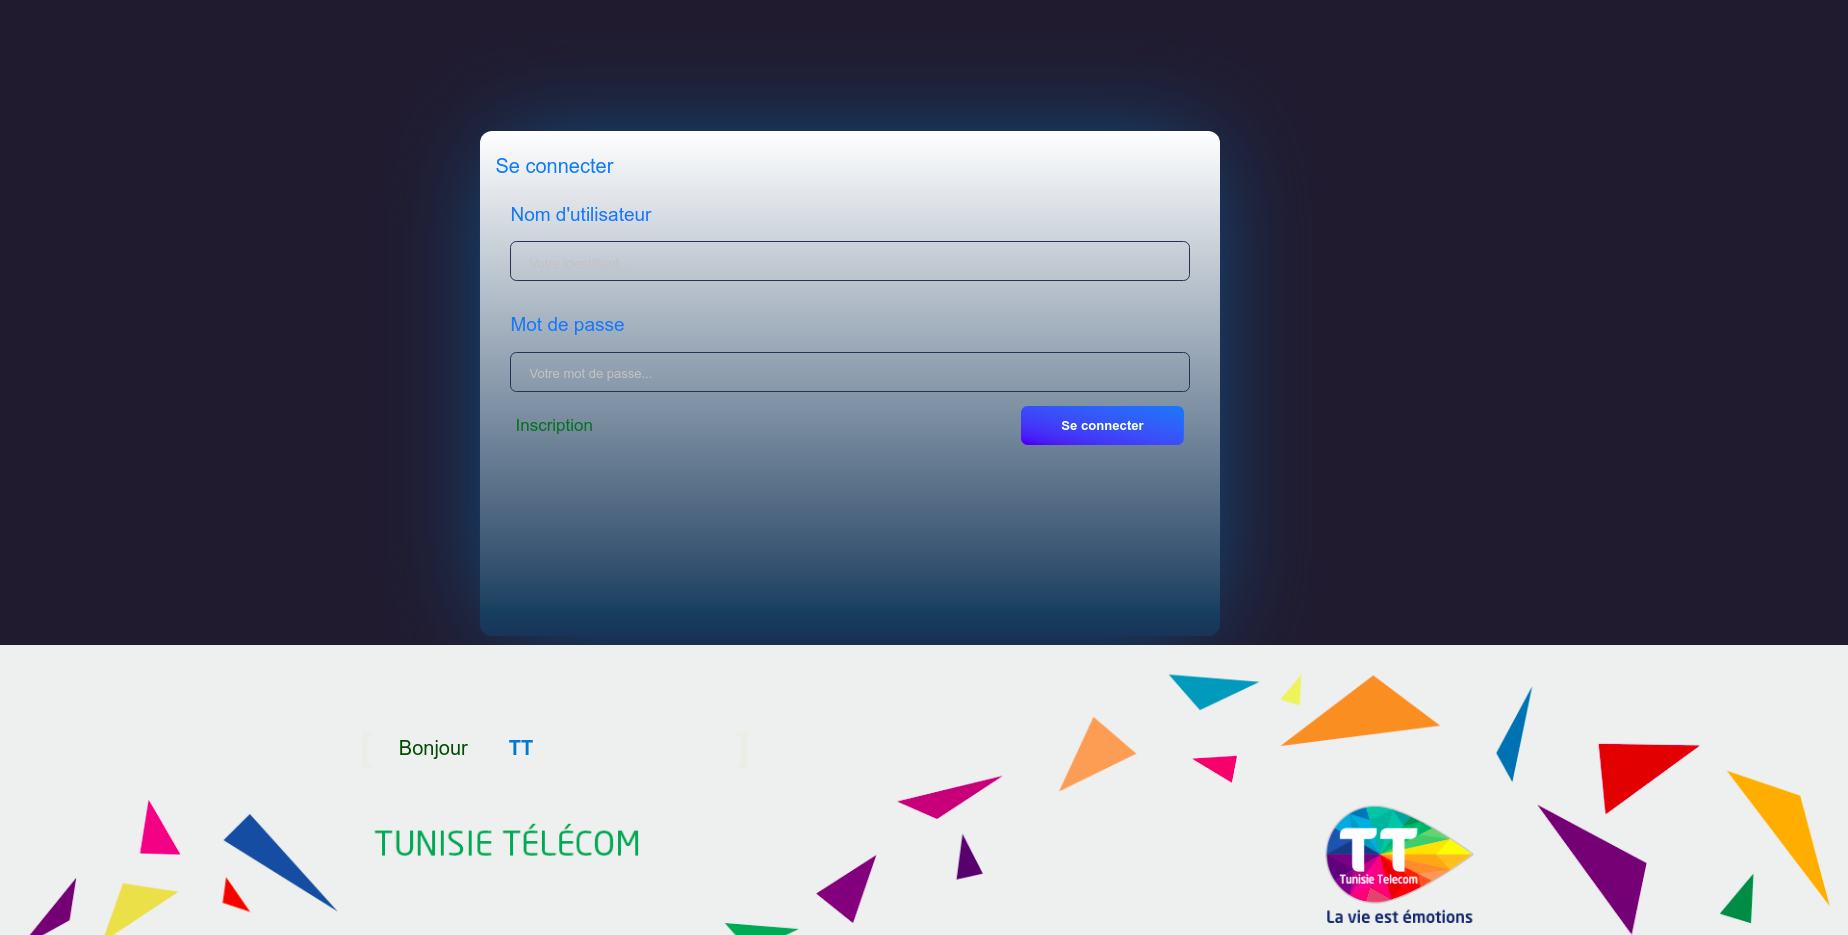 Se connecter
Nom d'utilisateur
Votre identifiant...
Mot de passe
Votre mot de passe...
Inscription
Se connecter
[ Bonjour TT ]
TUNISIE TÉLÉCOM
TT
Tunisie Telecom
La vie est émotions